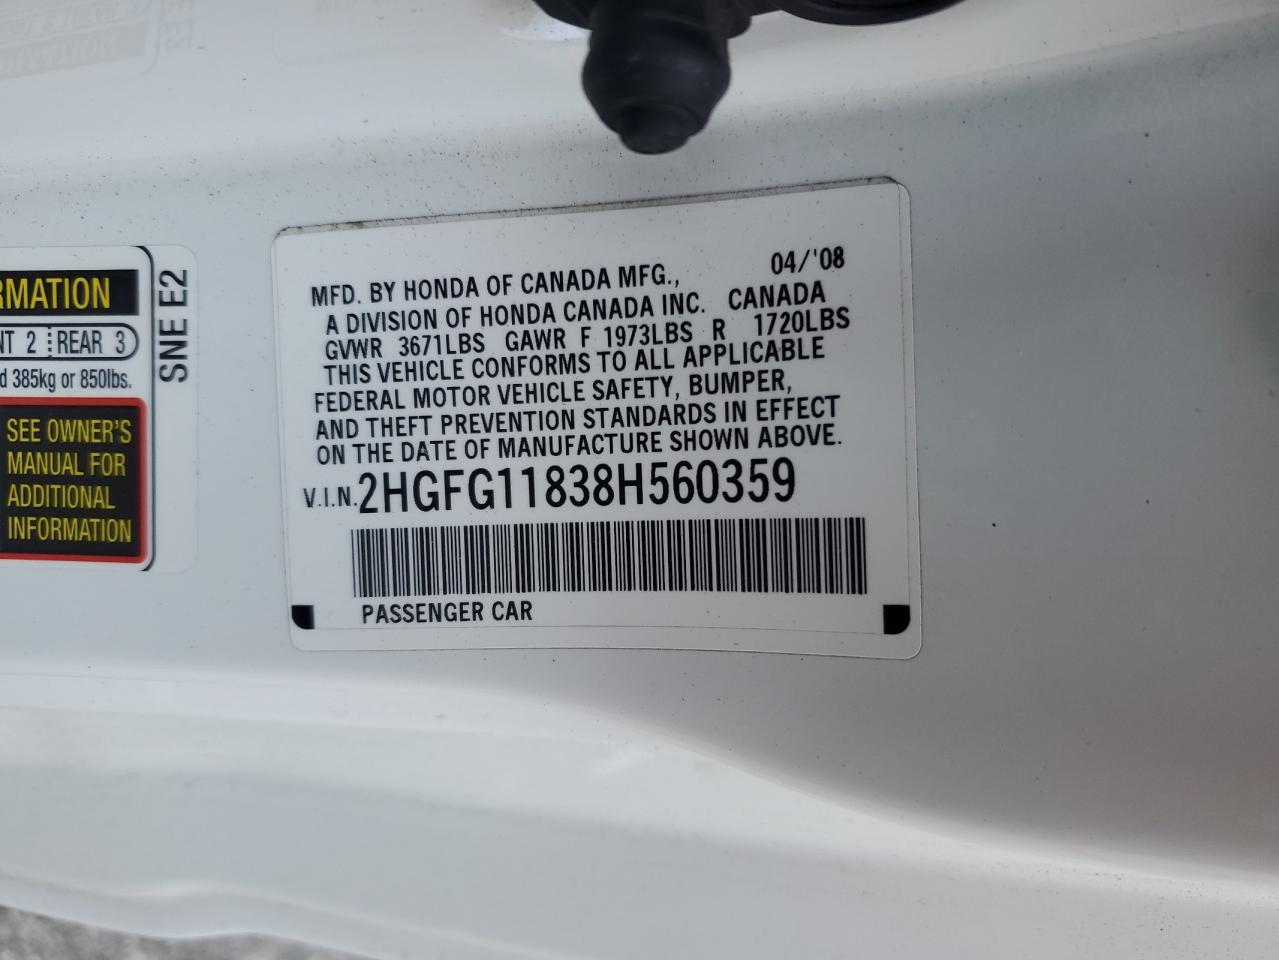 RMATION
NT 2 REAR 3
d 385kg or 850lbs.
SEE OWNER'S
MANUAL FOR
ADDITIONAL
INFORMATION
SNE E2
MFD. BY HONDA OF CANADA MFG., 04/'08
A DIVISION OF HONDA CANADA INC. CANADA
GVWR 3671LBS GAWR F 1973LBS R 1720LBS
THIS VEHICLE CONFORMS TO ALL APPLICABLE
FEDERAL MOTOR VEHICLE SAFETY, BUMPER,
AND THEFT PREVENTION STANDARDS IN EFFECT
ON THE DATE OF MANUFACTURE SHOWN ABOVE.
V.I.N. 2HGFG11838H560359
PASSENGER CAR